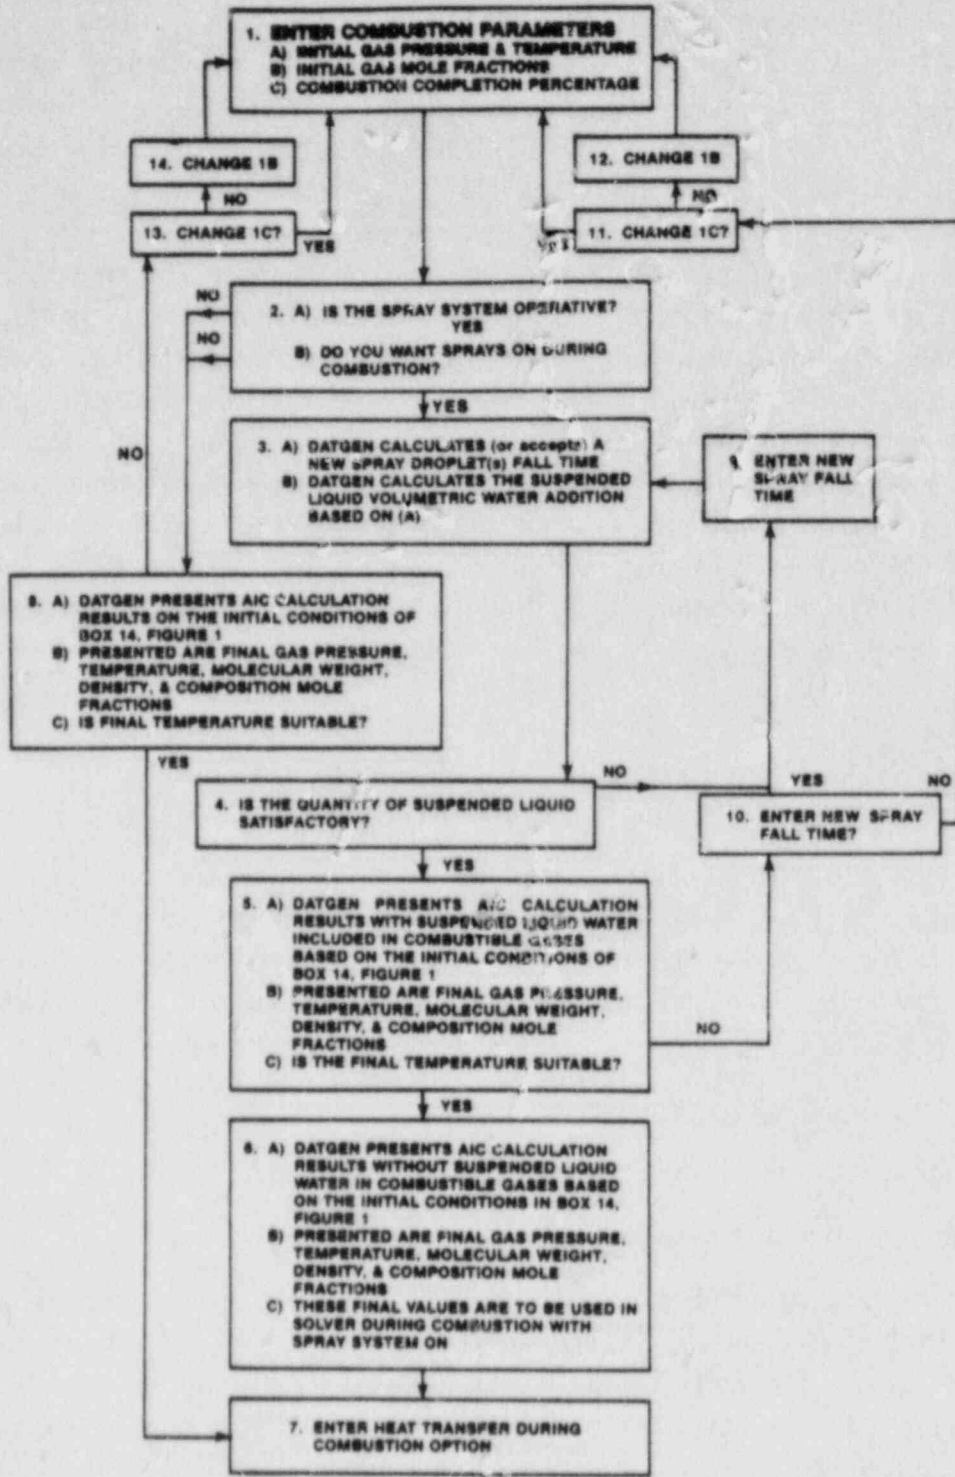 1. ENTER COMBUSTION PARAMETERS
A) INITIAL GAS PRESSURE & TEMPERATURE
B) INITIAL GAS MOLE FRACTIONS
C) COMBUSTION COMPLETION PERCENTAGE
14. CHANGE 1B
12. CHANGE 1B
NO
NO
13. CHANGE 1C?
YES
YES
11. CHANGE 1C?
NO
2. A) IS THE SPRAY SYSTEM OPERATIVE?
YES
NO
B) DO YOU WANT SPRAYS ON DURING
COMBUSTION?
YES
NO
3. A) DATGEN CALCULATES (or accepts) A
NEW SPRAY DROPLET(s) FALL TIME
B) DATGEN CALCULATES THE SUSPENDED
LIQUID VOLUMETRIC WATER ADDITION
BASED ON (A)
9. ENTER NEW
SPRAY FALL
TIME
8. A) DATGEN PRESENTS AIC CALCULATION
RESULTS ON THE INITIAL CONDITIONS OF
BOX 14, FIGURE 1
B) PRESENTED ARE FINAL GAS PRESSURE,
TEMPERATURE, MOLECULAR WEIGHT,
DENSITY, & COMPOSITION MOLE
FRACTIONS
C) IS FINAL TEMPERATURE SUITABLE?
YES
NO
YES
NO
4. IS THE QUANTITY OF SUSPENDED LIQUID
SATISFACTORY?
10. ENTER NEW SPRAY
FALL TIME?
YES
5. A) DATGEN PRESENTS AIC CALCULATION
RESULTS WITH SUSPENDED LIQUID WATER
INCLUDED IN COMBUSTIBLE GASES
BASED ON THE INITIAL CONDITIONS OF
BOX 14, FIGURE 1
B) PRESENTED ARE FINAL GAS PRESSURE,
TEMPERATURE, MOLECULAR WEIGHT,
DENSITY, & COMPOSITION MOLE
FRACTIONS
C) IS THE FINAL TEMPERATURE SUITABLE?
NO
YES
6. A) DATGEN PRESENTS AIC CALCULATION
RESULTS WITHOUT SUSPENDED LIQUID
WATER IN COMBUSTIBLE GASES BASED
ON THE INITIAL CONDITIONS IN BOX 14,
FIGURE 1
B) PRESENTED ARE FINAL GAS PRESSURE,
TEMPERATURE, MOLECULAR WEIGHT,
DENSITY, & COMPOSITION MOLE
FRACTIONS
C) THESE FINAL VALUES ARE TO BE USED IN
SOLVER DURING COMBUSTION WITH
SPRAY SYSTEM ON
7. ENTER HEAT TRANSFER DURING
COMBUSTION OPTION